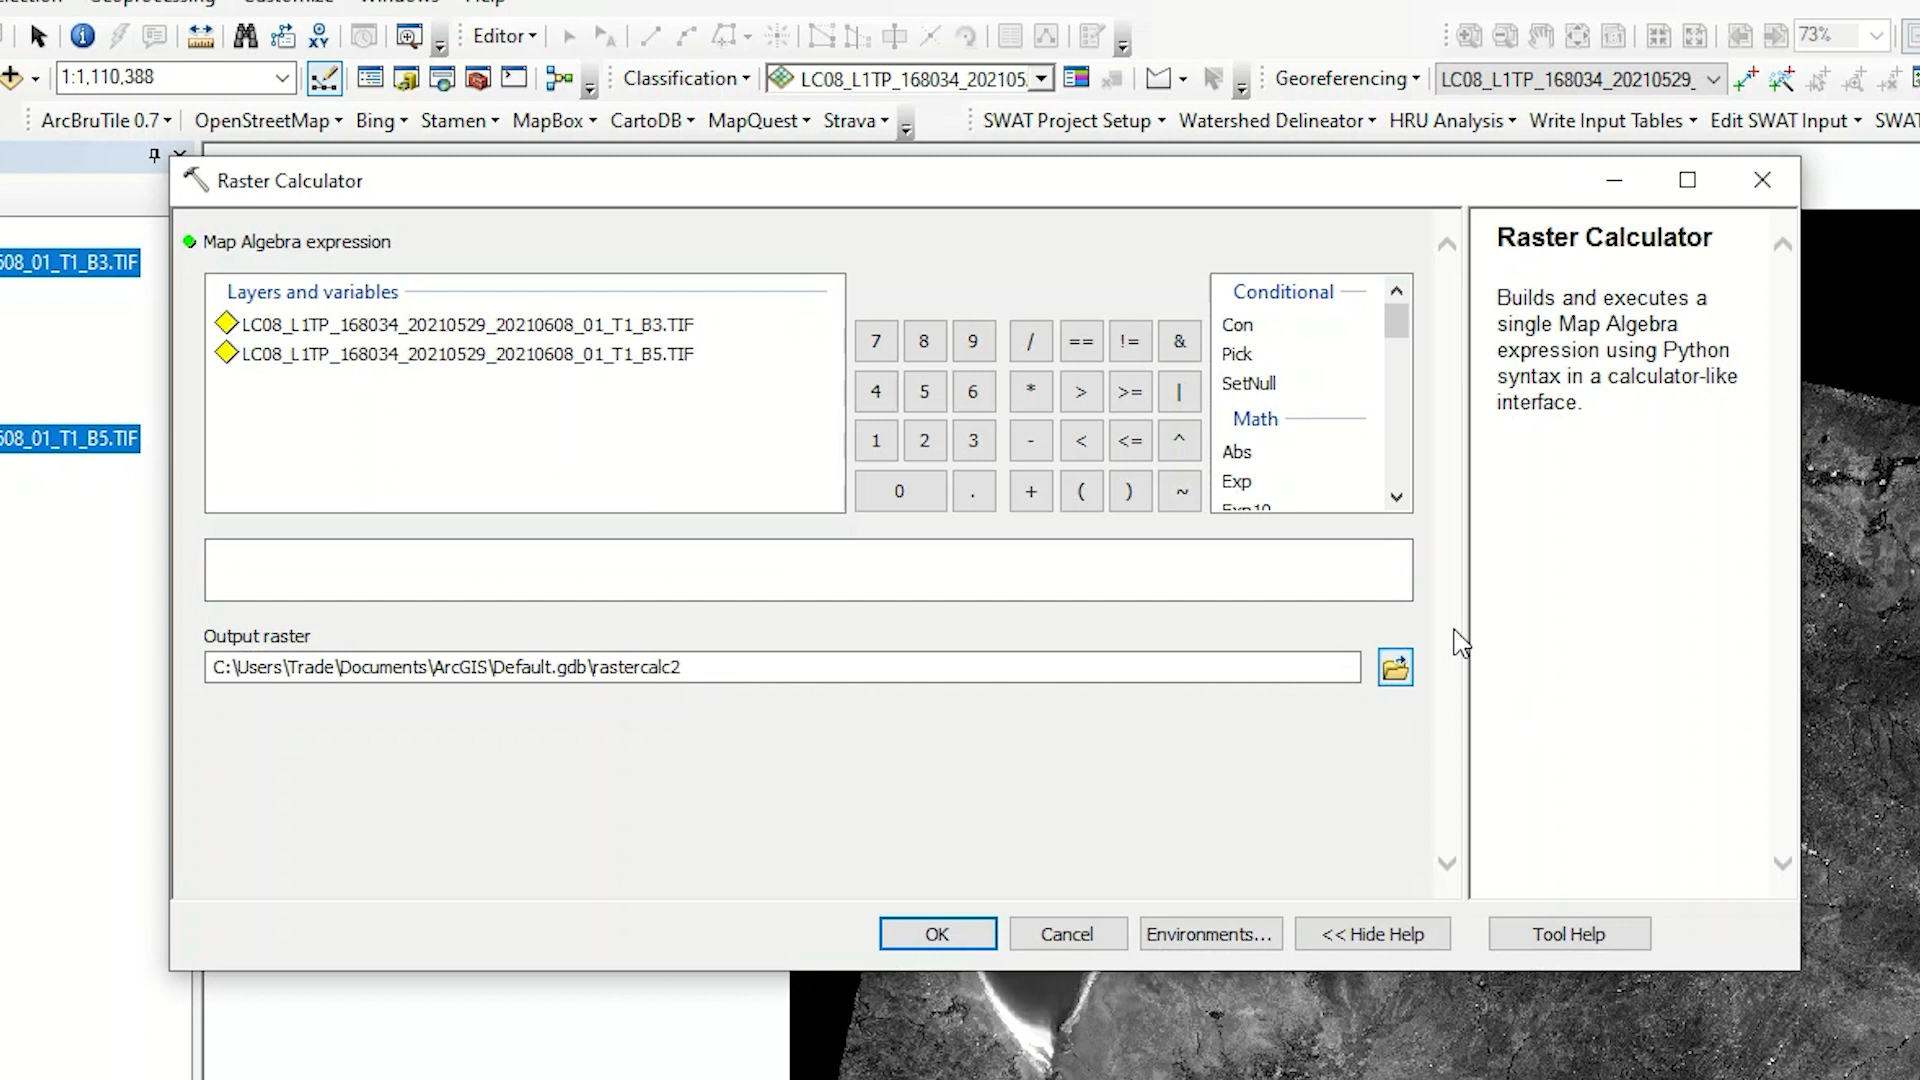 Geoprocessing Customize Windows Help
Editor
73%
1:1,110,388
Classification
LC08_L1TP_168034_202105
Georeferencing
LC08_L1TP_168034_20210529_
ArcBruTile 0.7 OpenStreetMap Bing Stamen MapBox CartoDB MapQuest Strava
SWAT Project Setup Watershed Delineator HRU Analysis Write Input Tables Edit SWAT Input SWAT
Raster Calculator
608_01_T1_B3.TIF
608_01_T1_B5.TIF
Map Algebra expression
Layers and variables
LC08_L1TP_168034_20210529_20210608_01_T1_B3.TIF
LC08_L1TP_168034_20210529_20210608_01_T1_B5.TIF
7 8 9 / == != &
4 5 6 * > >= |
1 2 3 - < <= ^
0 . + ( ) ~
Conditional
Con
Pick
SetNull
Math
Abs
Exp
Exp10
Output raster
C:\Users\Trade\Documents\ArcGIS\Default.gdb\rastercalc2
OK
Cancel
Environments...
<< Hide Help
Tool Help
Raster Calculator
Builds and executes a
single Map Algebra
expression using Python
syntax in a calculator-like
interface.